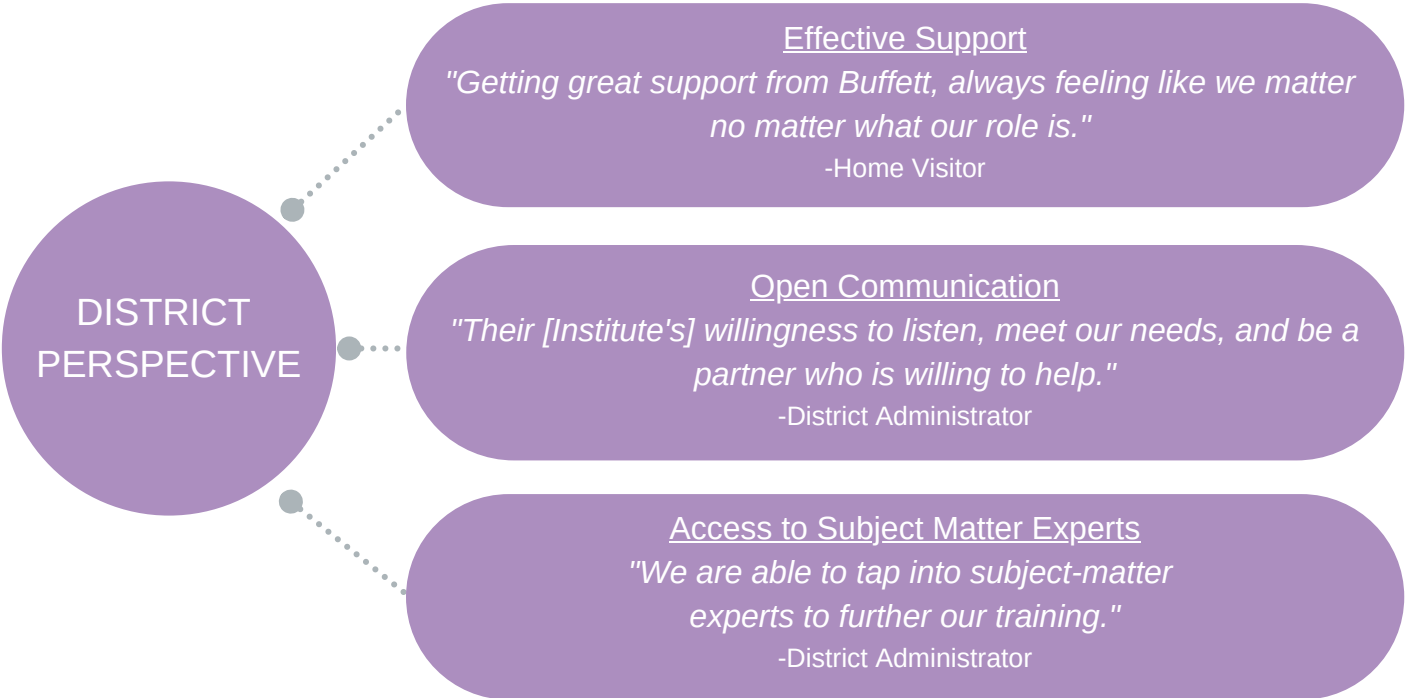 Effective Support
"Getting great support from Buffett, always feeling like we matter
no matter what our role is."
-Home Visitor
DISTRICT
PERSPECTIVE
Open Communication
"Their [Institute's] willingness to listen, meet our needs, and be a
partner who is willing to help."
-District Administrator
Access to Subject Matter Experts
"We are able to tap into subject-matter
experts to further our training."
-District Administrator